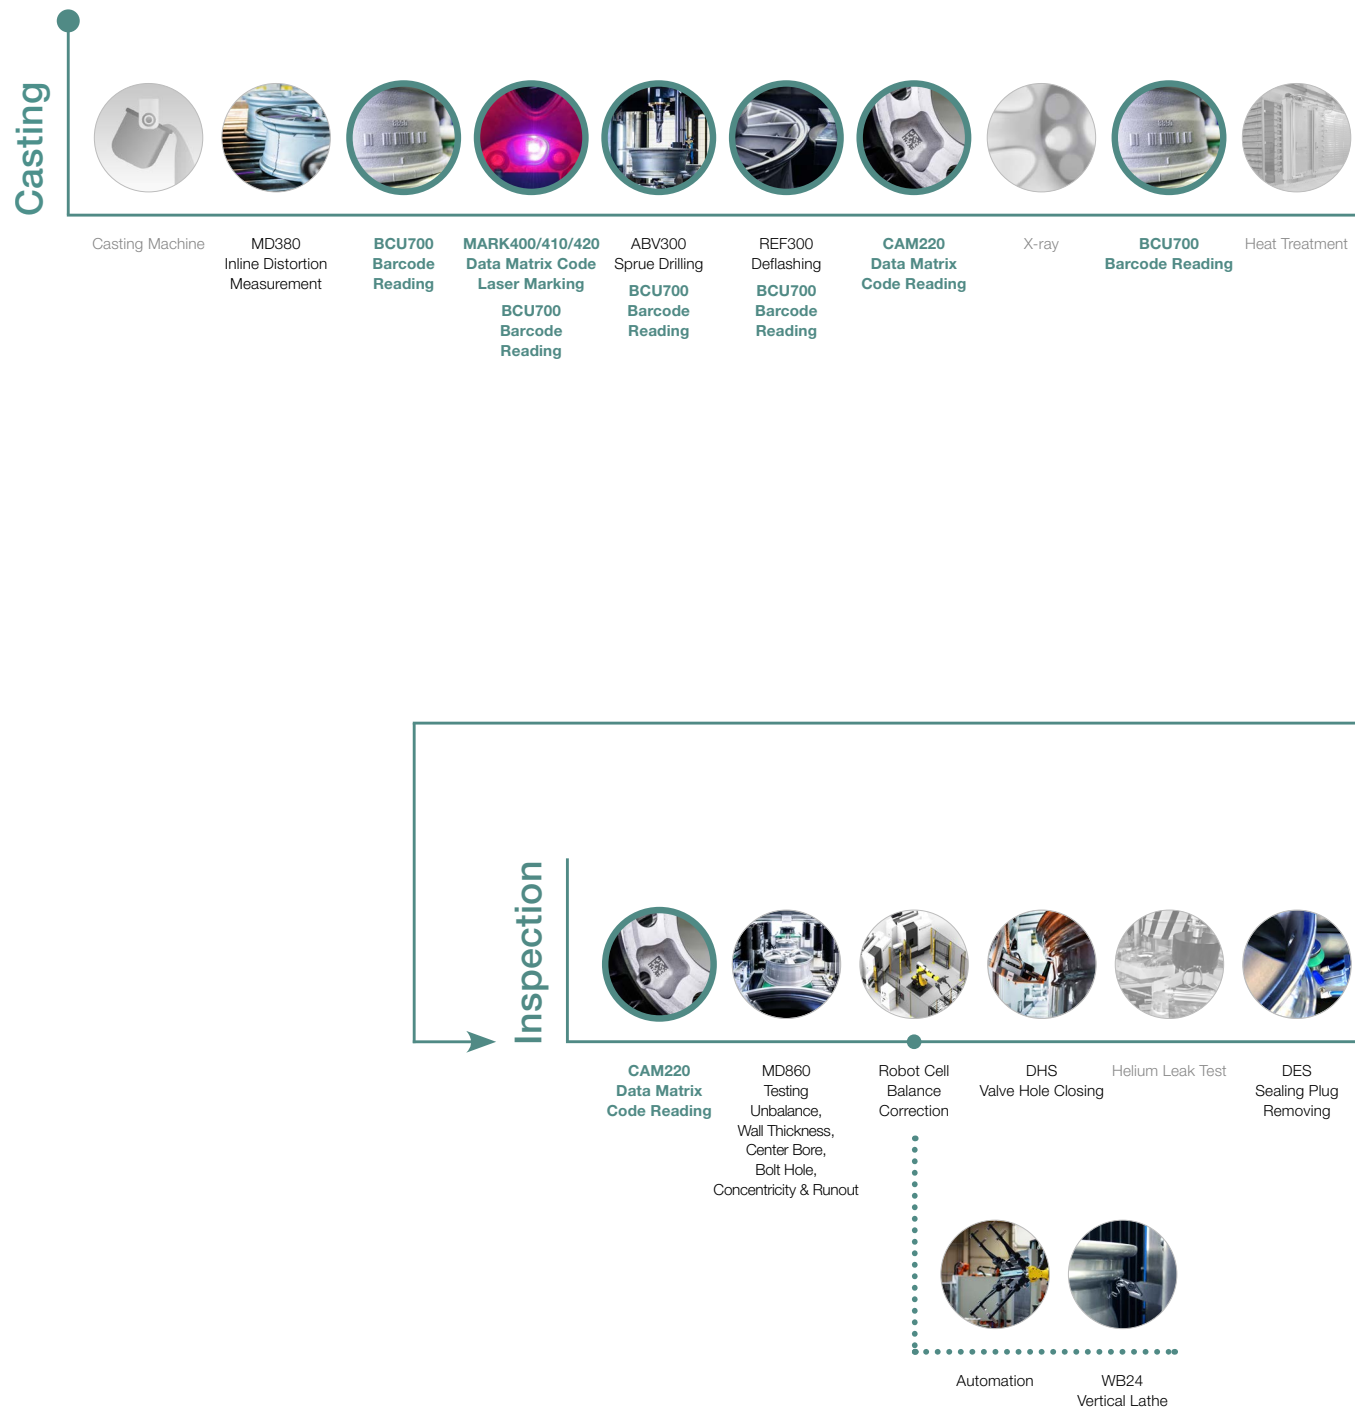 Casting
Casting Machine
MD380
Inline Distortion
Measurement
BCU700
Barcode
Reading
MARK400/410/420
Data Matrix Code
Laser Marking
BCU700
Barcode
Reading
ABV300
Sprue Drilling
BCU700
Barcode
Reading
REF300
Deflashing
BCU700
Barcode
Reading
CAM220
Data Matrix
Code Reading
X-ray
BCU700
Barcode Reading
Heat Treatment
Inspection
CAM220
Data Matrix
Code Reading
MD860
Testing
Unbalance,
Wall Thickness,
Center Bore,
Bolt Hole,
Concentricity & Runout
Robot Cell
Balance
Correction
DHS
Valve Hole Closing
Helium Leak Test
DES
Sealing Plug
Removing
Automation
WB24
Vertical Lathe